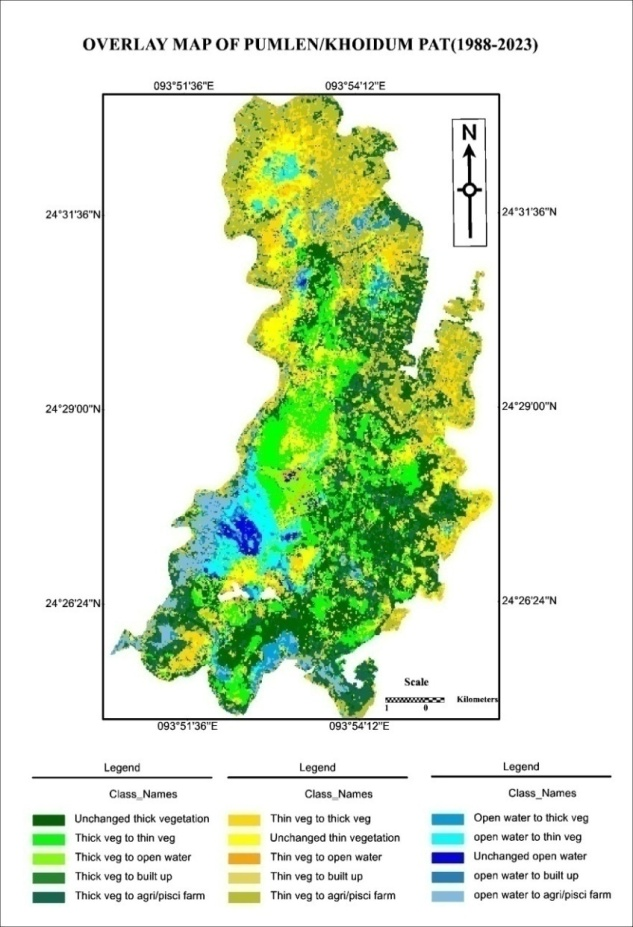 OVERLAY MAP OF PUMLEN/KHOIDUM PAT(1988-2023)
093°51'36"E 093°54'12"E
N
24°31'36"N 24°31'36"N
24°29'00"N 24°29'00"N
24°26'24"N 24°26'24"N
Scale
Kilometers
1 0
093°51'36"E 093°54'12"E
Legend Legend Legend
Class_Names Class_Names Class_Names
Unchanged thick vegetation Thin veg to thick veg Open water to thick veg
Thick veg to thin veg Unchanged thin vegetation open water to thin veg
Thick veg to open water Thin veg to open water Unchanged open water
Thick veg to built up Thin veg to built up open water to built up
Thick veg to agri/pisci farm Thin veg to agri/pisci farm open water to agri/pisci farm